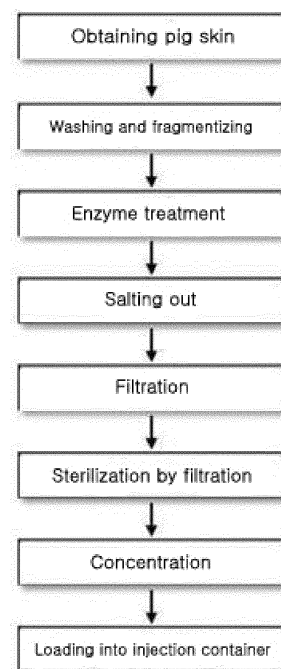 Obtaining pig skin
Washing and fragmentizing
Enzyme treatment
Salting out
Filtration
Sterilization by filtration
Concentration
Loading into injection container